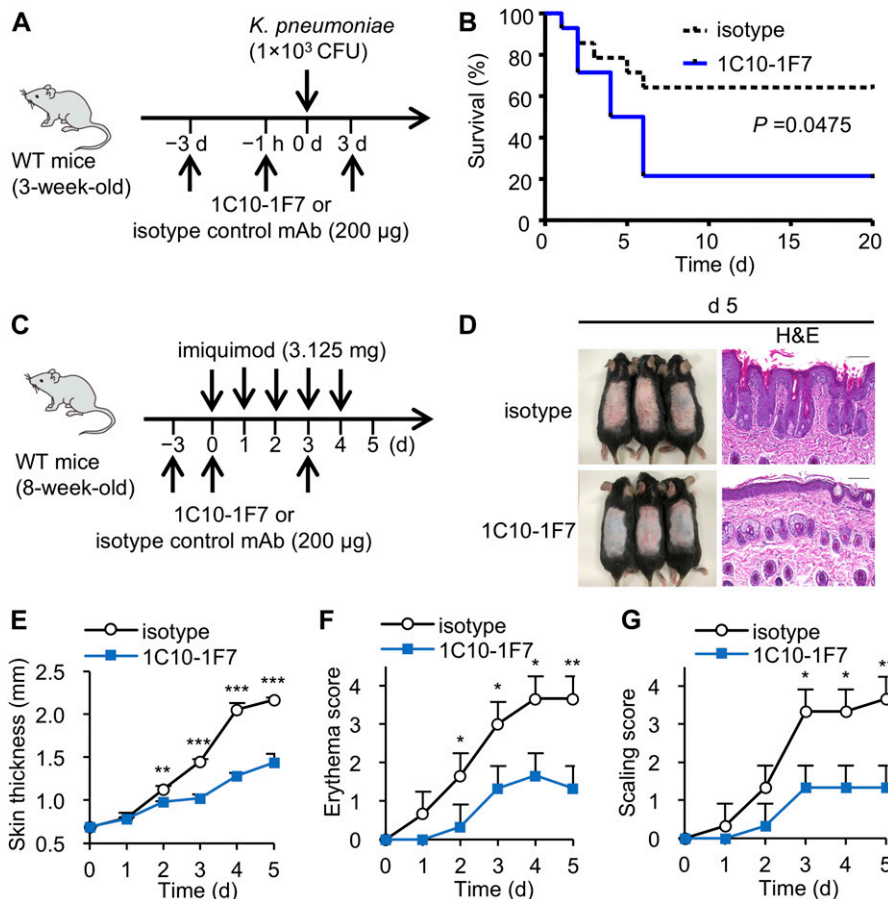 A
K. pneumoniae
(1×10³ CFU)
−3 d −1 h 0 d 3 d
WT mice
(3-week-old)
1C10-1F7 or
isotype control mAb (200 µg)
B
Survival (%)
100
80
60
40
20
0
0 5 10 15 20
Time (d)
isotype
1C10-1F7
P =0.0475
C
imiquimod (3.125 mg)
−3 0 1 2 3 4 5 (d)
WT mice
(8-week-old)
1C10-1F7 or
isotype control mAb (200 µg)
D
d 5
H&E
isotype
1C10-1F7
E
isotype
1C10-1F7
Skin thickness (mm)
2.5
2.0
1.5
1.0
0.5
** *** *** ***
0 1 2 3 4 5
Time (d)
F
isotype
1C10-1F7
Erythema score
4
3
2
1
0
* * * **
0 1 2 3 4 5
Time (d)
G
isotype
1C10-1F7
Scaling score
4
3
2
1
0
* * **
0 1 2 3 4 5
Time (d)